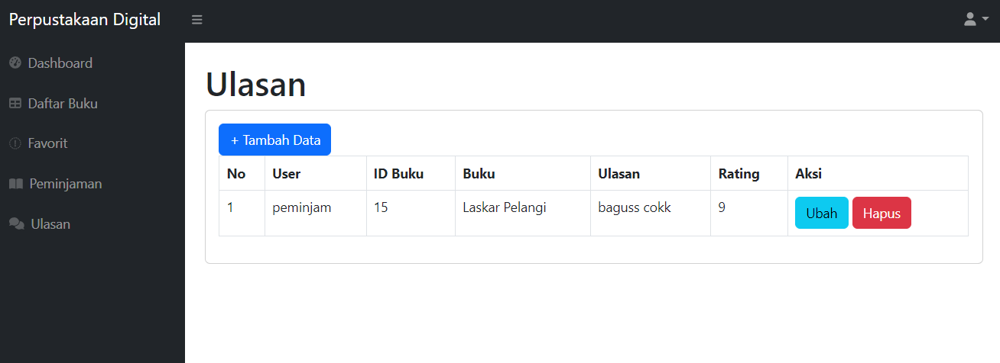 Perpustakaan Digital
Dashboard
Daftar Buku
Favorit
Peminjaman
Ulasan
Ulasan
+ Tambah Data
No User ID Buku Buku Ulasan Rating Aksi
1 peminjam 15 Laskar Pelangi baguss cokk 9 Ubah Hapus